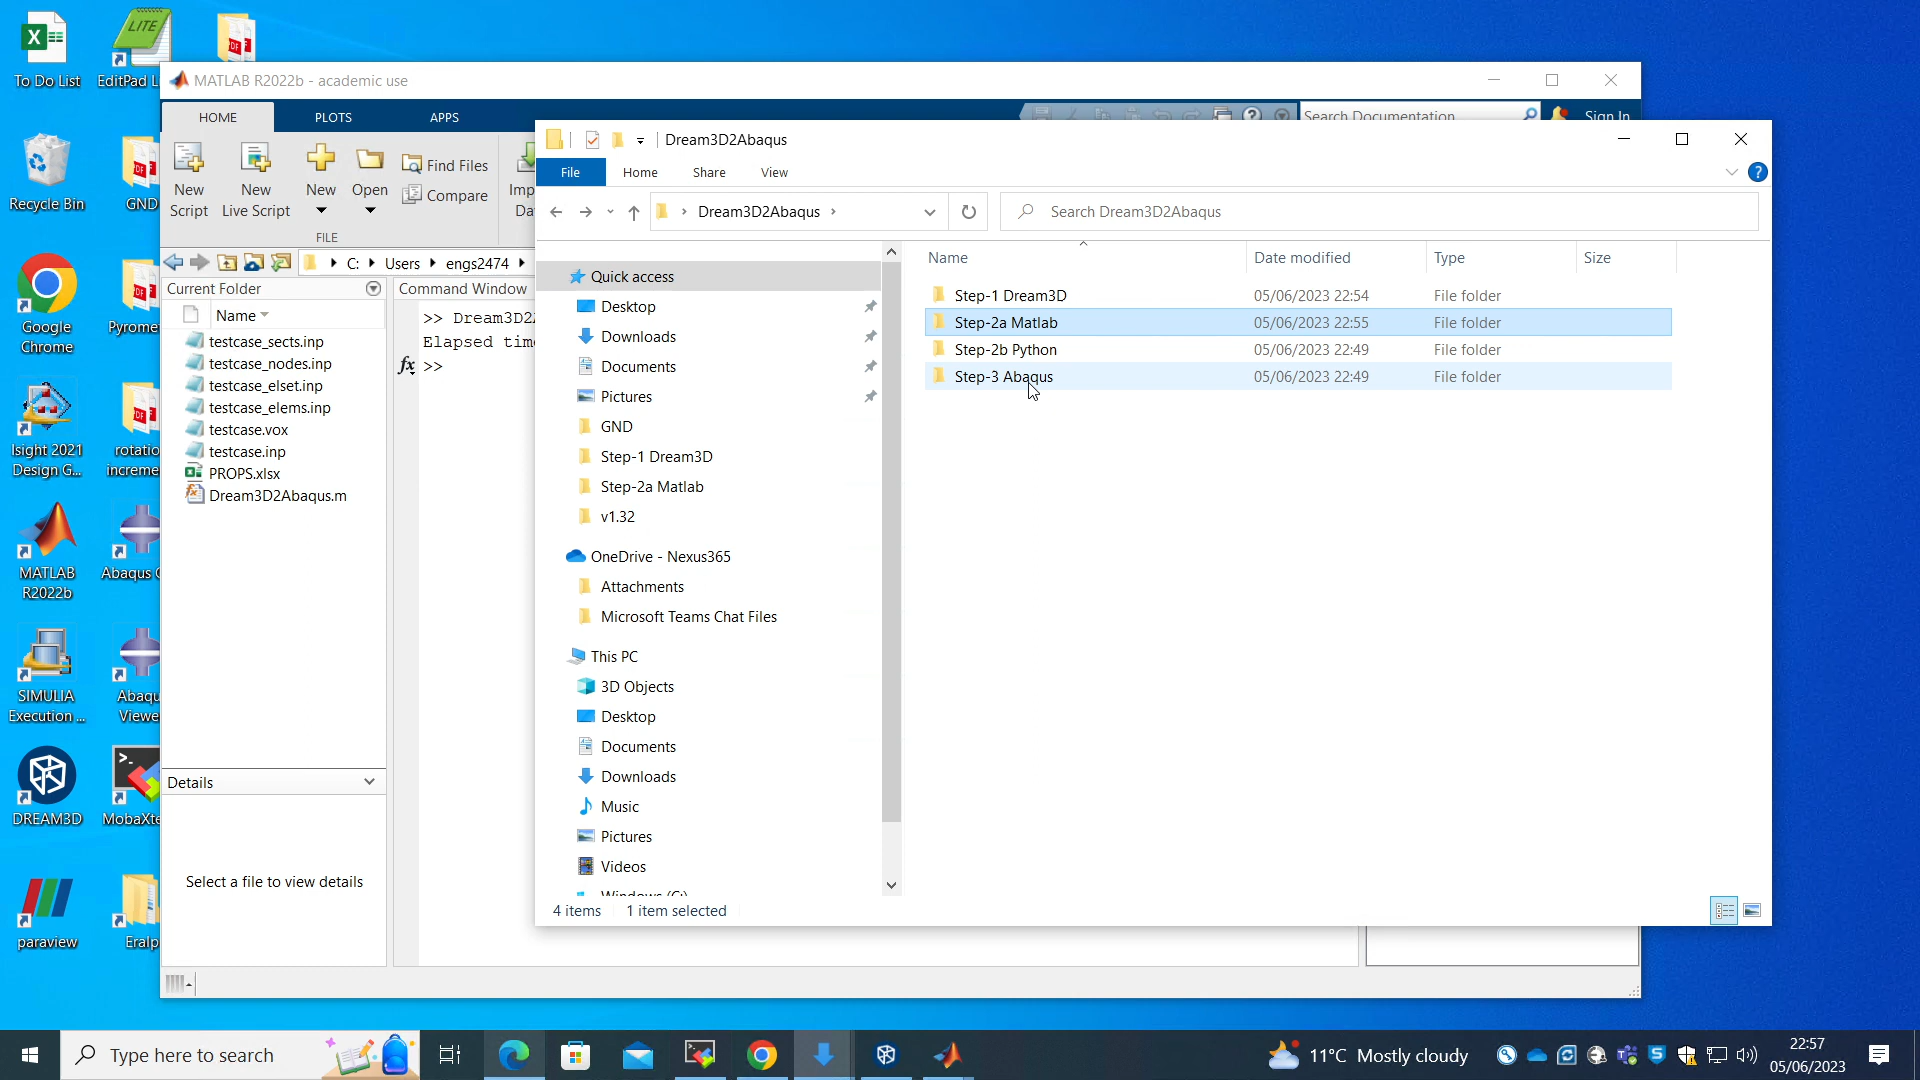 To Do List
EditPad Li
Recycle Bin
GND
Google
Chrome
Pyromet
Isight 2021
Design G...
rotatio
increme
MATLAB
R2022b
Abaqus C
SIMULIA
Execution ...
Abaqu
Viewe
DREAM3D
MobaXte
paraview
Eralp
LITE
MATLAB R2022b - academic use
HOME
PLOTS
APPS
Search Documentation
Sign In
New
Script
New
Live Script
New
Open
Find Files
Compare
Imp
Da
FILE
C:
Users
engs2474
Current Folder
Name
testcase_sects.inp
testcase_nodes.inp
testcase_elset.inp
testcase_elems.inp
testcase.vox
testcase.inp
PROPS.xlsx
Dream3D2Abaqus.m
Details
Select a file to view details
Command Window
>> Dream3D2
Elapsed tim
fx >>
Dream3D2Abaqus
File
Home
Share
View
Dream3D2Abaqus
Search Dream3D2Abaqus
Quick access
Desktop
Downloads
Documents
Pictures
GND
Step-1 Dream3D
Step-2a Matlab
v1.32
OneDrive - Nexus365
Attachments
Microsoft Teams Chat Files
This PC
3D Objects
Desktop
Documents
Downloads
Music
Pictures
Videos
Windows (C:)
Name Date modified Type Size
Step-1 Dream3D 05/06/2023 22:54 File folder
Step-2a Matlab 05/06/2023 22:55 File folder
Step-2b Python 05/06/2023 22:49 File folder
Step-3 Abaqus 05/06/2023 22:49 File folder
4 items 1 item selected
Type here to search
11°C Mostly cloudy
22:57
05/06/2023